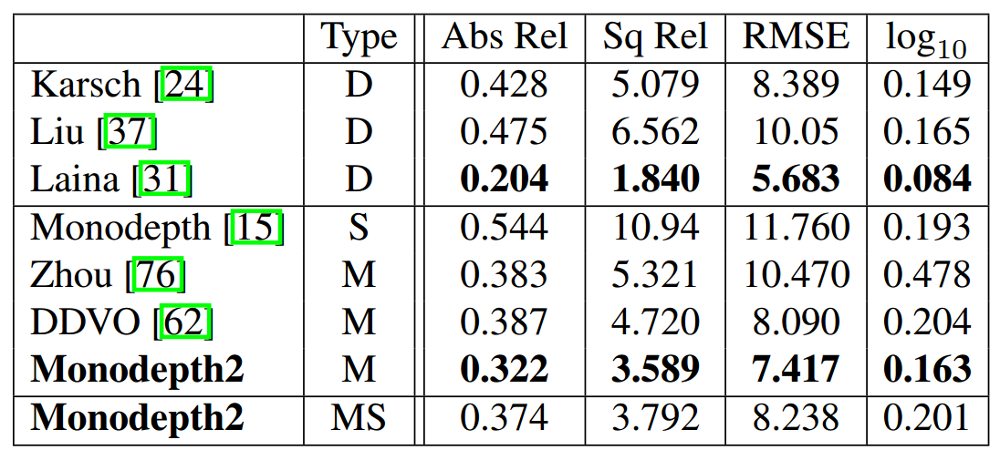 Type Abs Rel Sq Rel RMSE log10
Karsch [24] D 0.428 5.079 8.389 0.149
Liu [37] D 0.475 6.562 10.05 0.165
Laina [31] D 0.204 1.840 5.683 0.084
Monodepth [15] S 0.544 10.94 11.760 0.193
Zhou [76] M 0.383 5.321 10.470 0.478
DDVO [62] M 0.387 4.720 8.090 0.204
Monodepth2 M 0.322 3.589 7.417 0.163
Monodepth2 MS 0.374 3.792 8.238 0.201